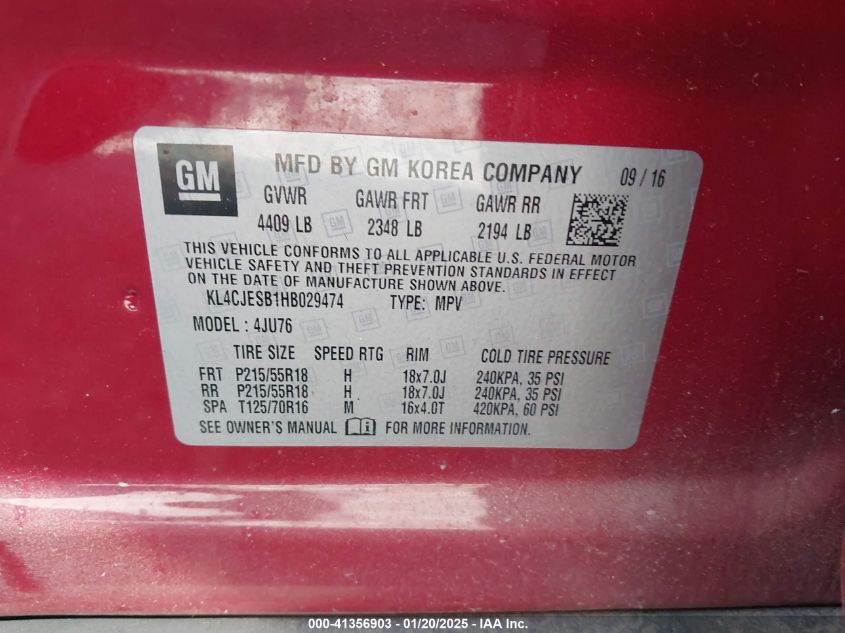 GM MFD BY GM KOREA COMPANY 09 / 16
GVWR GAWR FRT GAWR RR
4409 LB 2348 LB 2194 LB
THIS VEHICLE CONFORMS TO ALL APPLICABLE U.S. FEDERAL MOTOR
VEHICLE SAFETY AND THEFT PREVENTION STANDARDS IN EFFECT
ON THE DATE OF MANUFACTURE SHOWN ABOVE.
KL4CJESB1HB029474 TYPE: MPV
MODEL : 4JU76
TIRE SIZE SPEED RTG RIM COLD TIRE PRESSURE
FRT P215/55R18 H 18x7.0J 240KPA, 35 PSI
RR P215/55R18 H 18x7.0J 240KPA, 35 PSI
SPA T125/70R16 M 16x4.0T 420KPA, 60 PSI
SEE OWNER'S MANUAL FOR MORE INFORMATION.
000-41356903 — 01/20/2025 — IAA Inc.